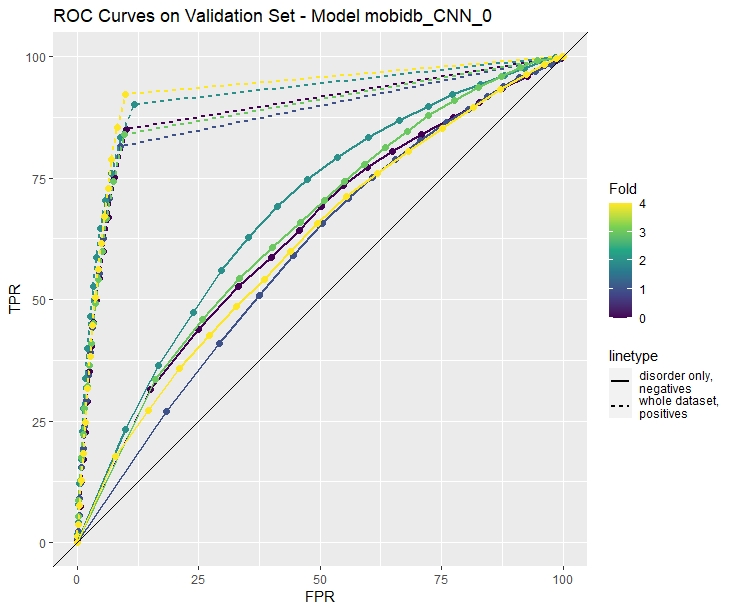 ROC Curves on Validation Set - Model mobidb_CNN_0
100
75
50
25
0
TPR
0
25
50
75
100
FPR
Fold
4
3
2
1
0
linetype
disorder only,
negatives
whole dataset,
positives